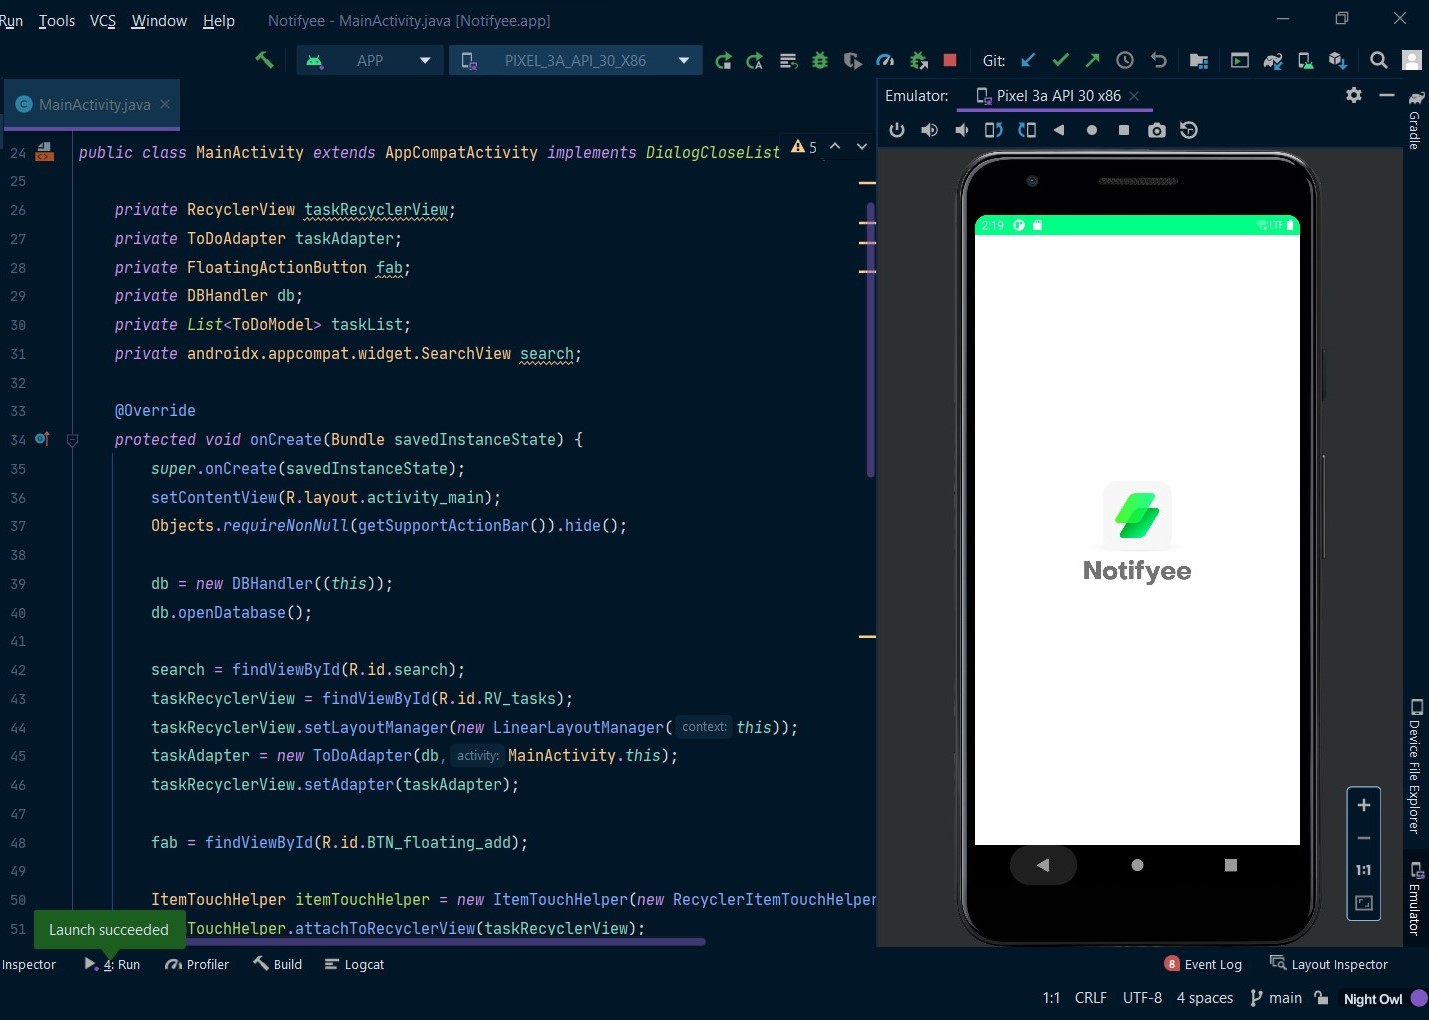 Run Tools VCS Window Help Notifyee - MainActivity.java [Notifyee.app]
APP PIXEL_3A_API_30_X86 Git:
MainActivity.java
Emulator: Pixel 3a API 30 x86
24 public class MainActivity extends AppCompatActivity implements DialogCloseList 5
25
26 private RecyclerView taskRecyclerView;
27 private ToDoAdapter taskAdapter;
28 private FloatingActionButton fab;
29 private DBHandler db;
30 private List<ToDoModel> taskList;
31 private androidx.appcompat.widget.SearchView search;
32
33 @Override
34 protected void onCreate(Bundle savedInstanceState) {
35 super.onCreate(savedInstanceState);
36 setContentView(R.layout.activity_main);
37 Objects.requireNonNull(getSupportActionBar()).hide();
38
39 db = new DBHandler((this));
40 db.openDatabase();
41
42 search = findViewById(R.id.search);
43 taskRecyclerView = findViewById(R.id.RV_tasks);
44 taskRecyclerView.setLayoutManager(new LinearLayoutManager( context: this));
45 taskAdapter = new ToDoAdapter(db, activity: MainActivity.this);
46 taskRecyclerView.setAdapter(taskAdapter);
47
48 fab = findViewById(R.id.BTN_floating_add);
49
50 ItemTouchHelper itemTouchHelper = new ItemTouchHelper(new RecyclerItemTouchHelper
51 TouchHelper.attachToRecyclerView(taskRecyclerView);
Launch succeeded
2:19 LTE
Notifyee
1:1
Gradle
Device File Explorer
Emulator
Inspector 4: Run Profiler Build Logcat 8 Event Log Layout Inspector
1:1 CRLF UTF-8 4 spaces main Night Owl